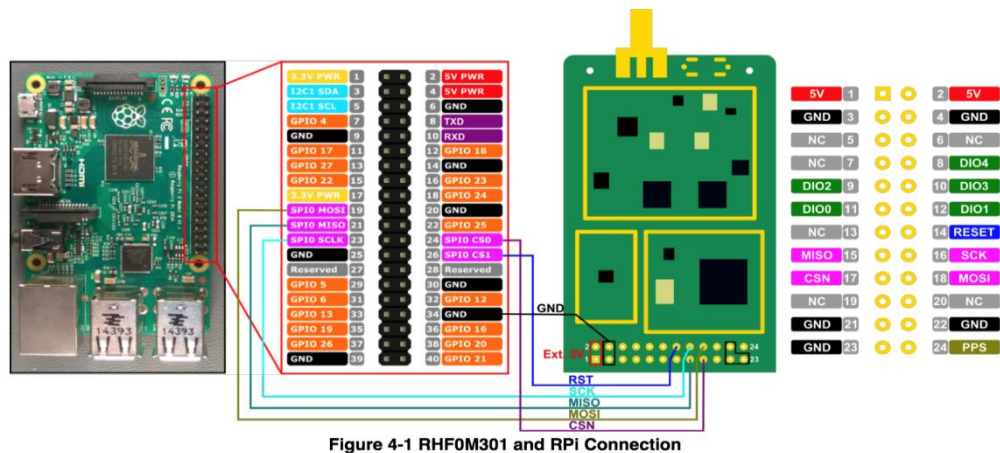 3.3V PWR 1 2 5V PWR
I2C1 SDA 3 4 5V PWR
I2C1 SCL 5 6 GND
GPIO 4 7 8 TXD
GND 9 10 RXD
GPIO 17 11 12 GPIO 18
GPIO 27 13 14 GND
GPIO 22 15 16 GPIO 23
3.3V PWR 17 18 GPIO 24
SPI0 MOSI 19 20 GND
SPI0 MISO 21 22 GPIO 25
SPI0 SCLK 23 24 SPI0 CS0
GND 25 26 SPI0 CS1
Reserved 27 28 Reserved
GPIO 5 29 30 GND
GPIO 6 31 32 GPIO 12
GPIO 13 33 34 GND
GPIO 19 35 36 GPIO 16
GPIO 26 37 38 GPIO 20
GND 39 40 GPIO 21
HDMI
14393
14393
GND
Ext. 5V
2 24
1 23
RST
SCK
MISO
MOSI
CSN
5V 1 2 5V
GND 3 4 GND
NC 5 6 NC
NC 7 8 DIO4
DIO2 9 10 DIO3
DIO0 11 12 DIO1
NC 13 14 RESET
MISO 15 16 SCK
CSN 17 18 MOSI
NC 19 20 NC
GND 21 22 GND
GND 23 24 PPS
Figure 4-1 RHF0M301 and RPi Connection